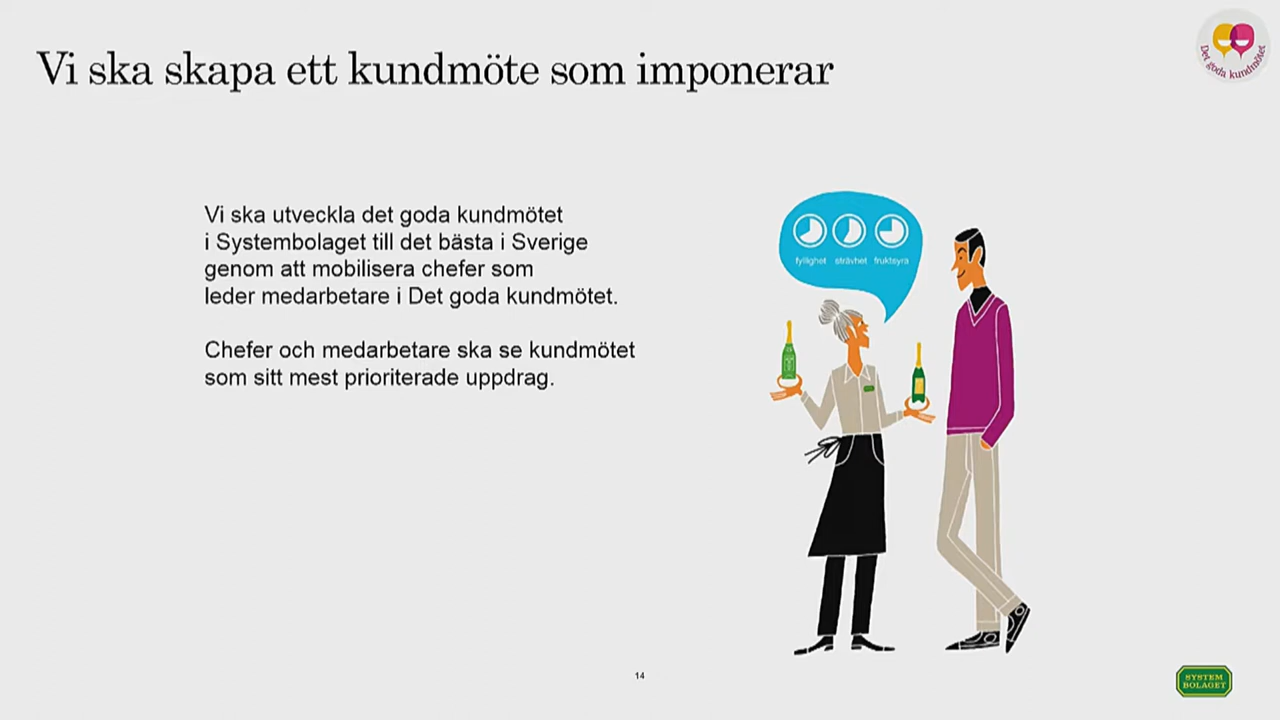 Vi ska skapa ett kundmöte som imponerar
Det goda kundmötet
Vi ska utveckla det goda kundmötet
i Systembolaget till det bästa i Sverige
genom att mobilisera chefer som
leder medarbetare i Det goda kundmötet.
Chefer och medarbetare ska se kundmötet
som sitt mest prioriterade uppdrag.
fyllighet strävhet fruktsyra
14
SYSTEM
BOLAGET